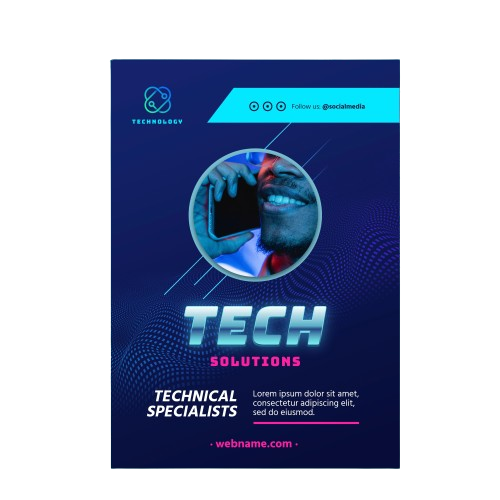 TECHNOLOGY
Follow us: @socialmedia
TECH
SOLUTIONS
TECHNICAL
SPECIALISTS
Lorem ipsum dolor sit amet,
consectetur adipiscing elit,
sed do eiusmod.
· webname.com ·